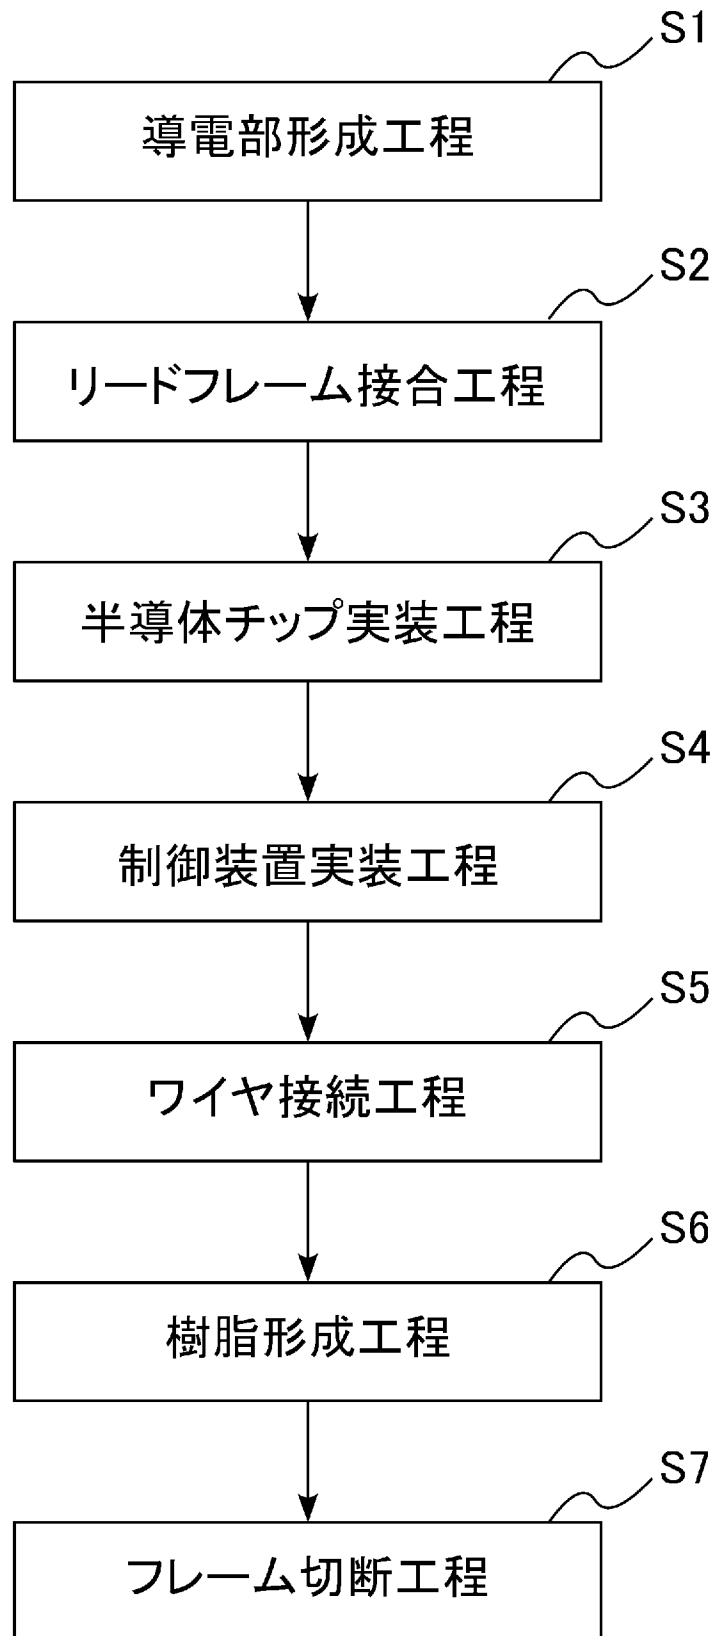 S1
導電部形成工程
S2
リードフレーム接合工程
S3
半導体チップ実装工程
S4
制御装置実装工程
S5
ワイヤ接続工程
S6
樹脂形成工程
S7
フレーム切断工程